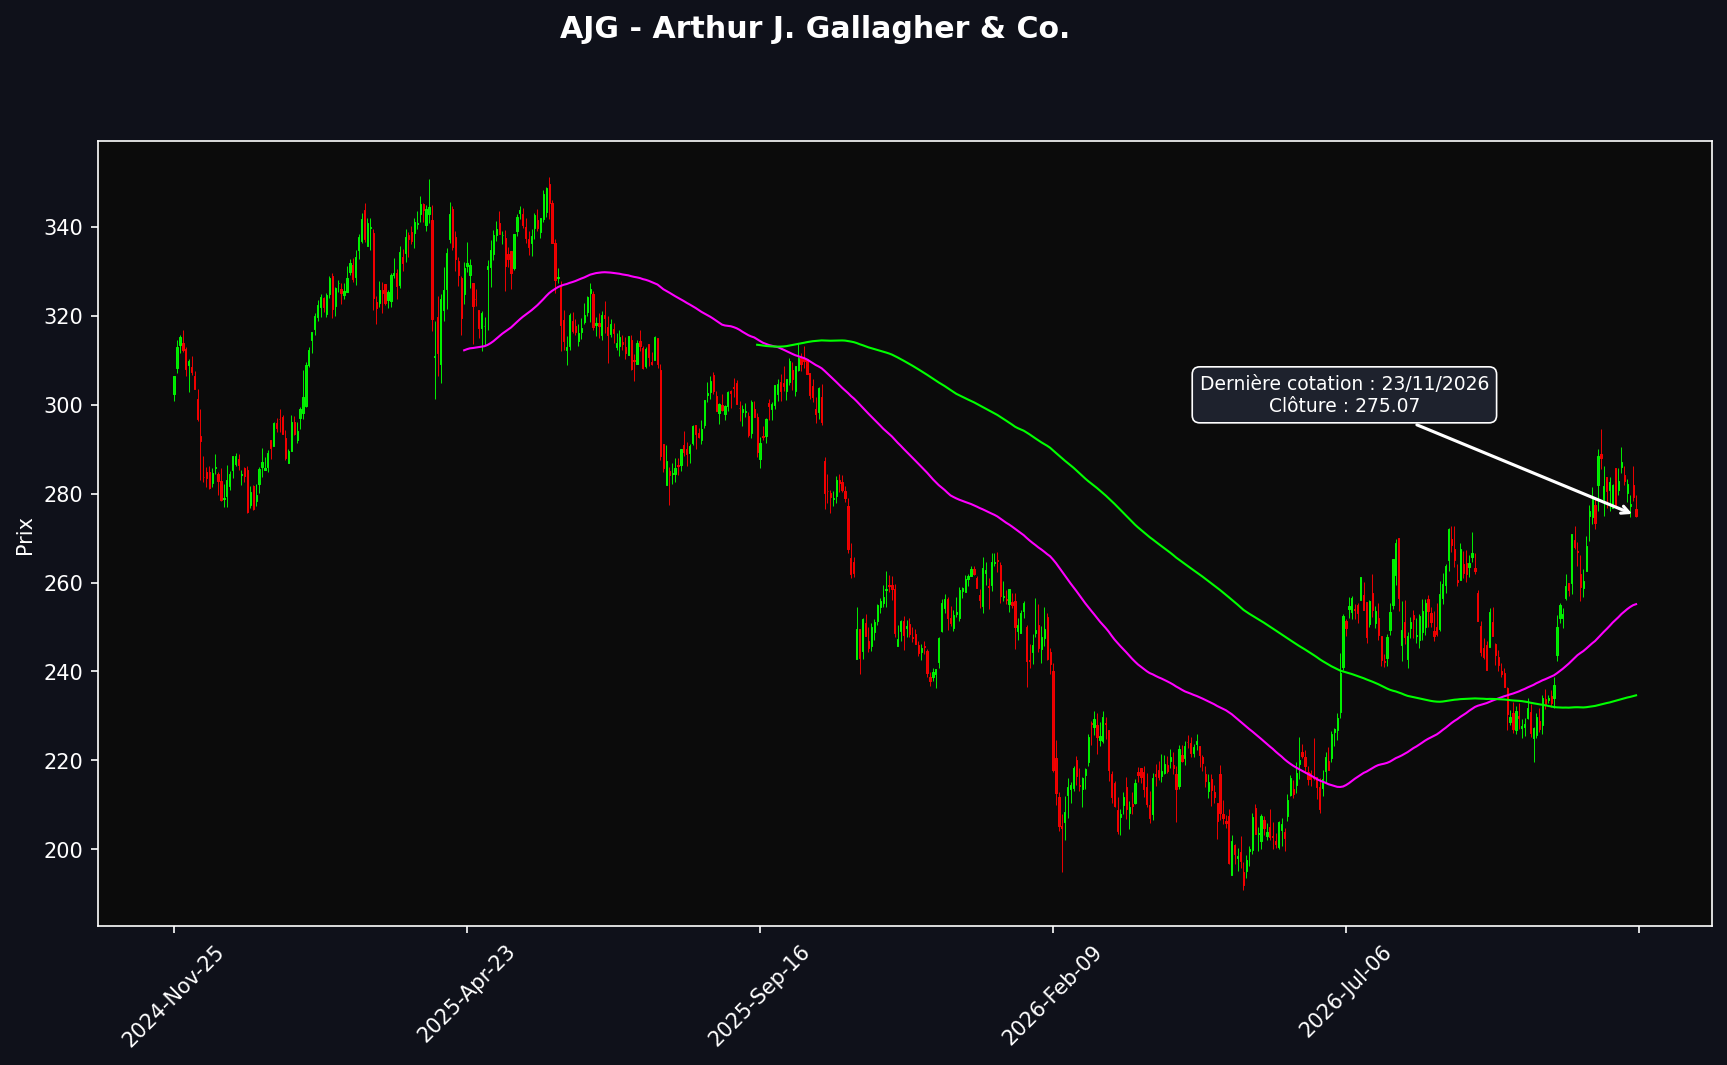 AJG - Arthur J. Gallagher & Co.
Prix
340
320
300
280
260
240
220
200
Dernière cotation : 23/11/2026
Clôture : 275.07
2024-Nov-25
2025-Apr-23
2025-Sep-16
2026-Feb-09
2026-Jul-06